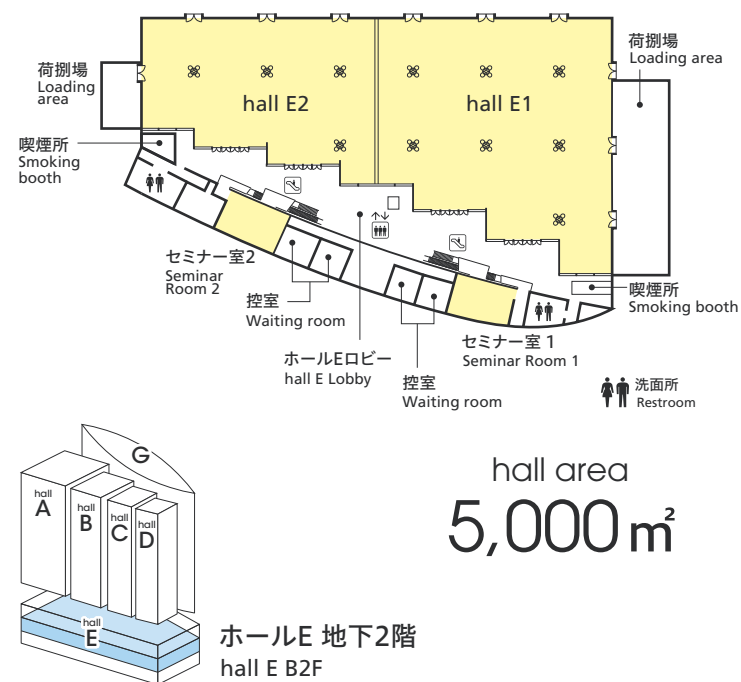 荷捌場
Loading
area
hall E2
hall E1
荷捌場
Loading area
喫煙所
Smoking
booth
セミナー室2
Seminar
Room 2
控室
Waiting room
ホールEロビー
hall E Lobby
控室
Waiting room
セミナー室 1
Seminar Room 1
喫煙所
Smoking booth
洗面所
Restroom
G
hall
A
hall
B
hall
C
hall
D
hall
E
hall area
5,000㎡
ホールE 地下2階
hall E B2F